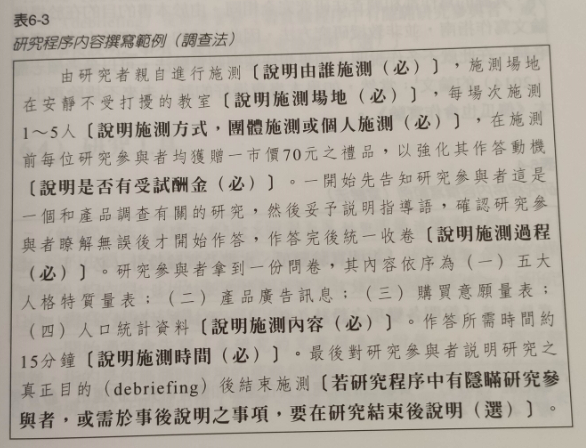 表6-3
研究程序內容撰寫範例（調查法）
由研究者親自進行施測〔說明由誰施測（必）〕，施測場地
在安靜不受打擾的教室〔說明施測場地（必）〕，每場次施測
1～5人〔說明施測方式，團體施測或個人施測（必）〕，在施測
前每位研究參與者均獲贈一市價70元之禮品，以強化其作答動機
〔說明是否有受試酬金（必）〕。一開始先告知研究參與者這是
一個和產品調查有關的研究，然後妥予說明指導語，確認研究參
與者瞭解無誤後才開始作答，作答完後統一收卷〔說明施測過程
（必）〕。研究參與者拿到一份問卷，其內容依序為（一）五大
人格特質量表；（二）產品廣告訊息；（三）購買意願量表；
（四）人口統計資料〔說明施測內容（必）〕。作答所需時間約
15分鐘〔說明施測時間（必）〕。最後對研究參與者說明研究之
真正目的（debriefing）後結束施測〔若研究程序中有隱瞞研究參
與者，或需於事後說明之事項，要在研究結束後說明（選）〕。